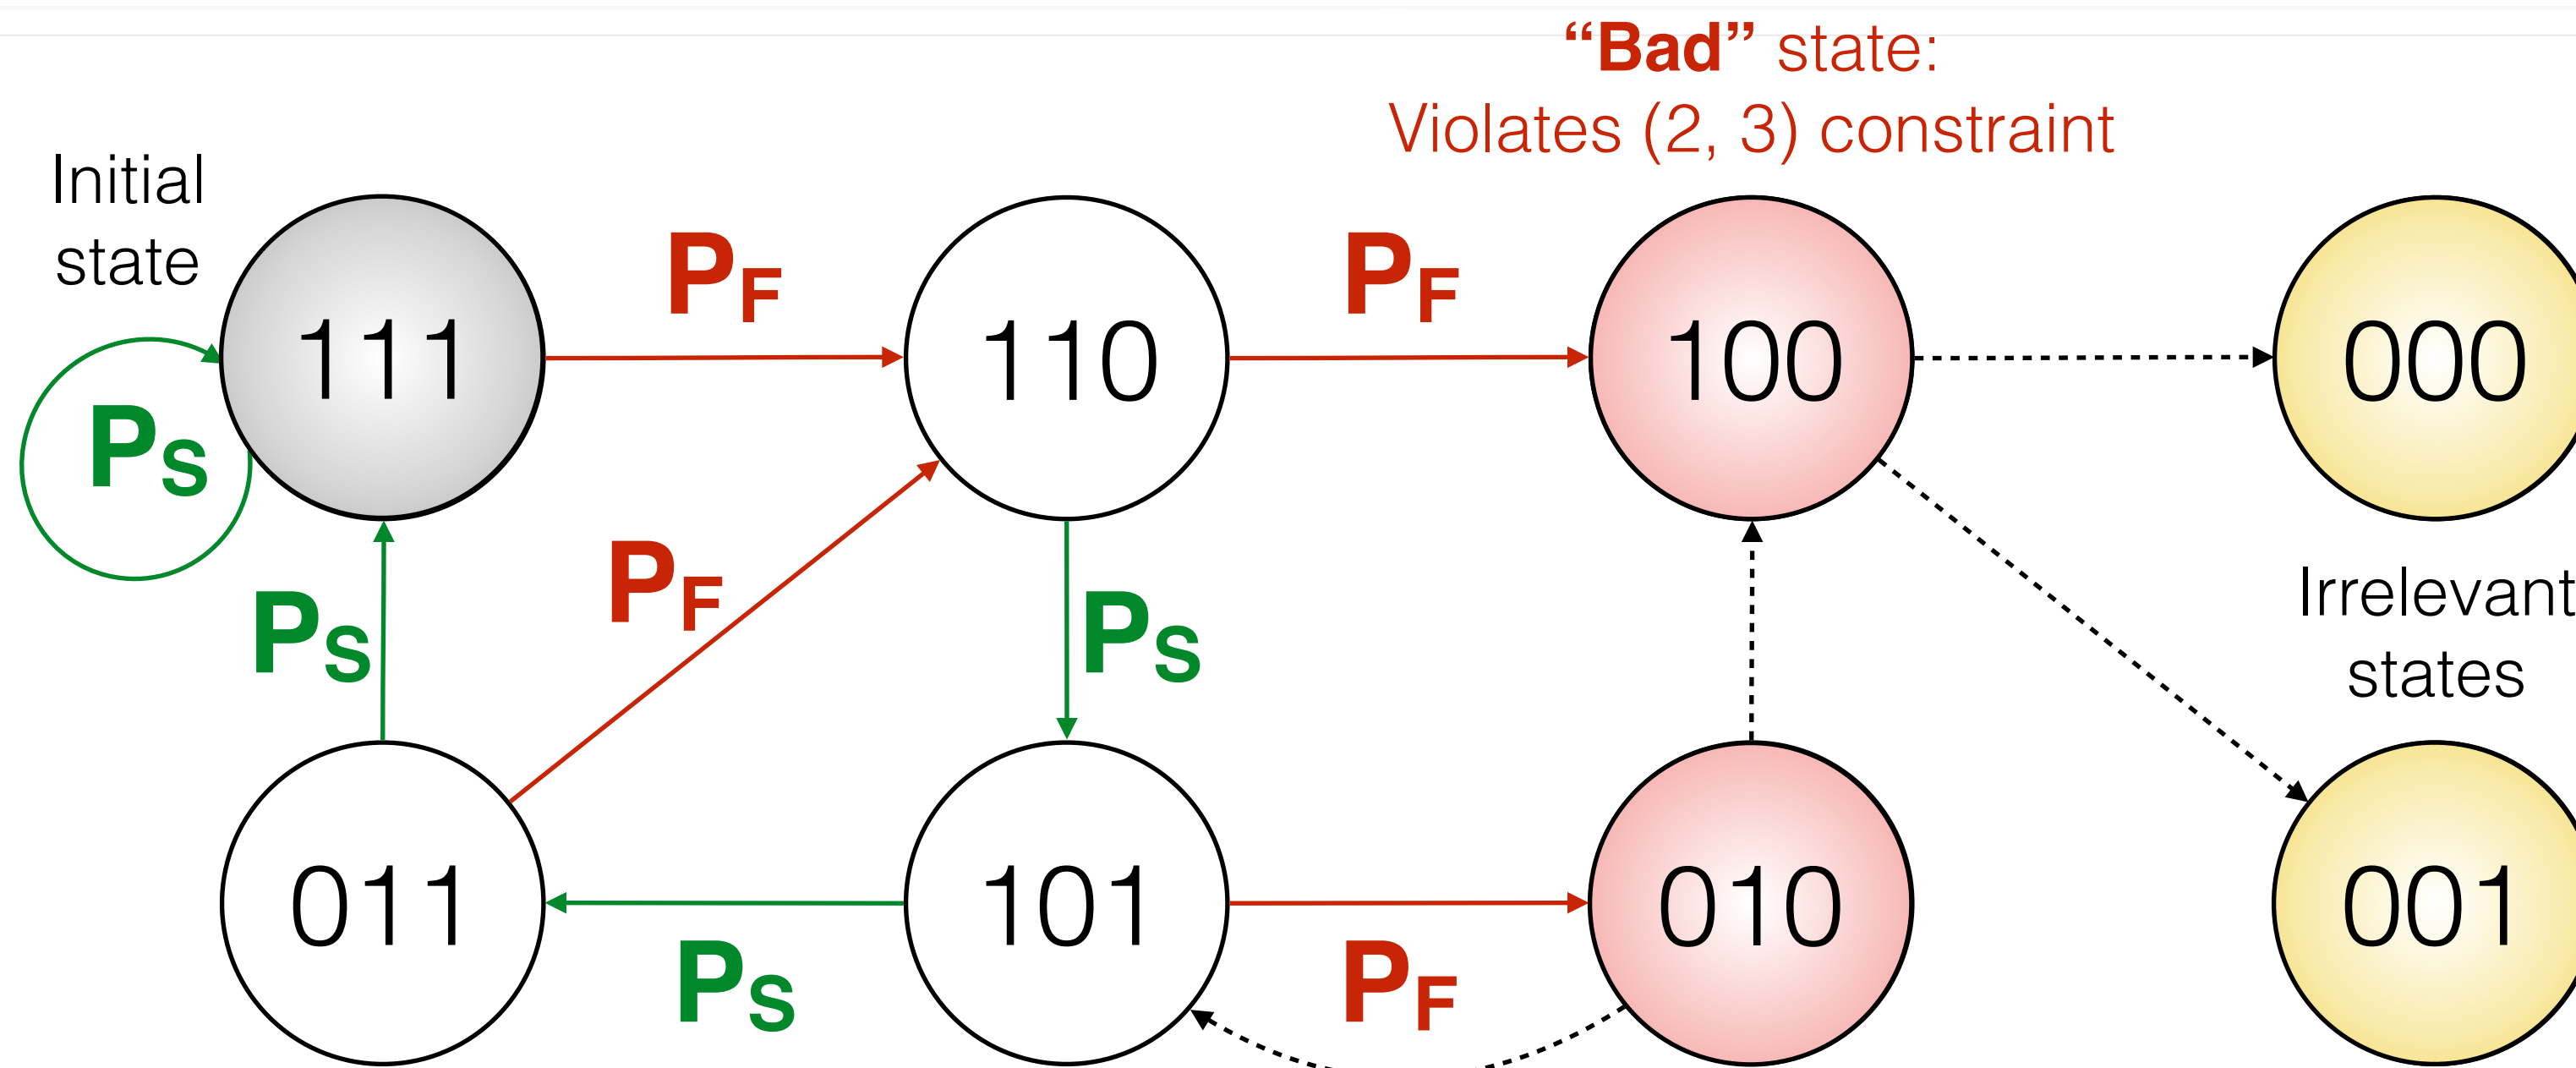 “Bad” state:
Violates (2, 3) constraint
Initial
state
111
PF
110
PF
100
000
PS
PS
PF
PS
Irrelevant
states
011
PS
101
PF
010
001